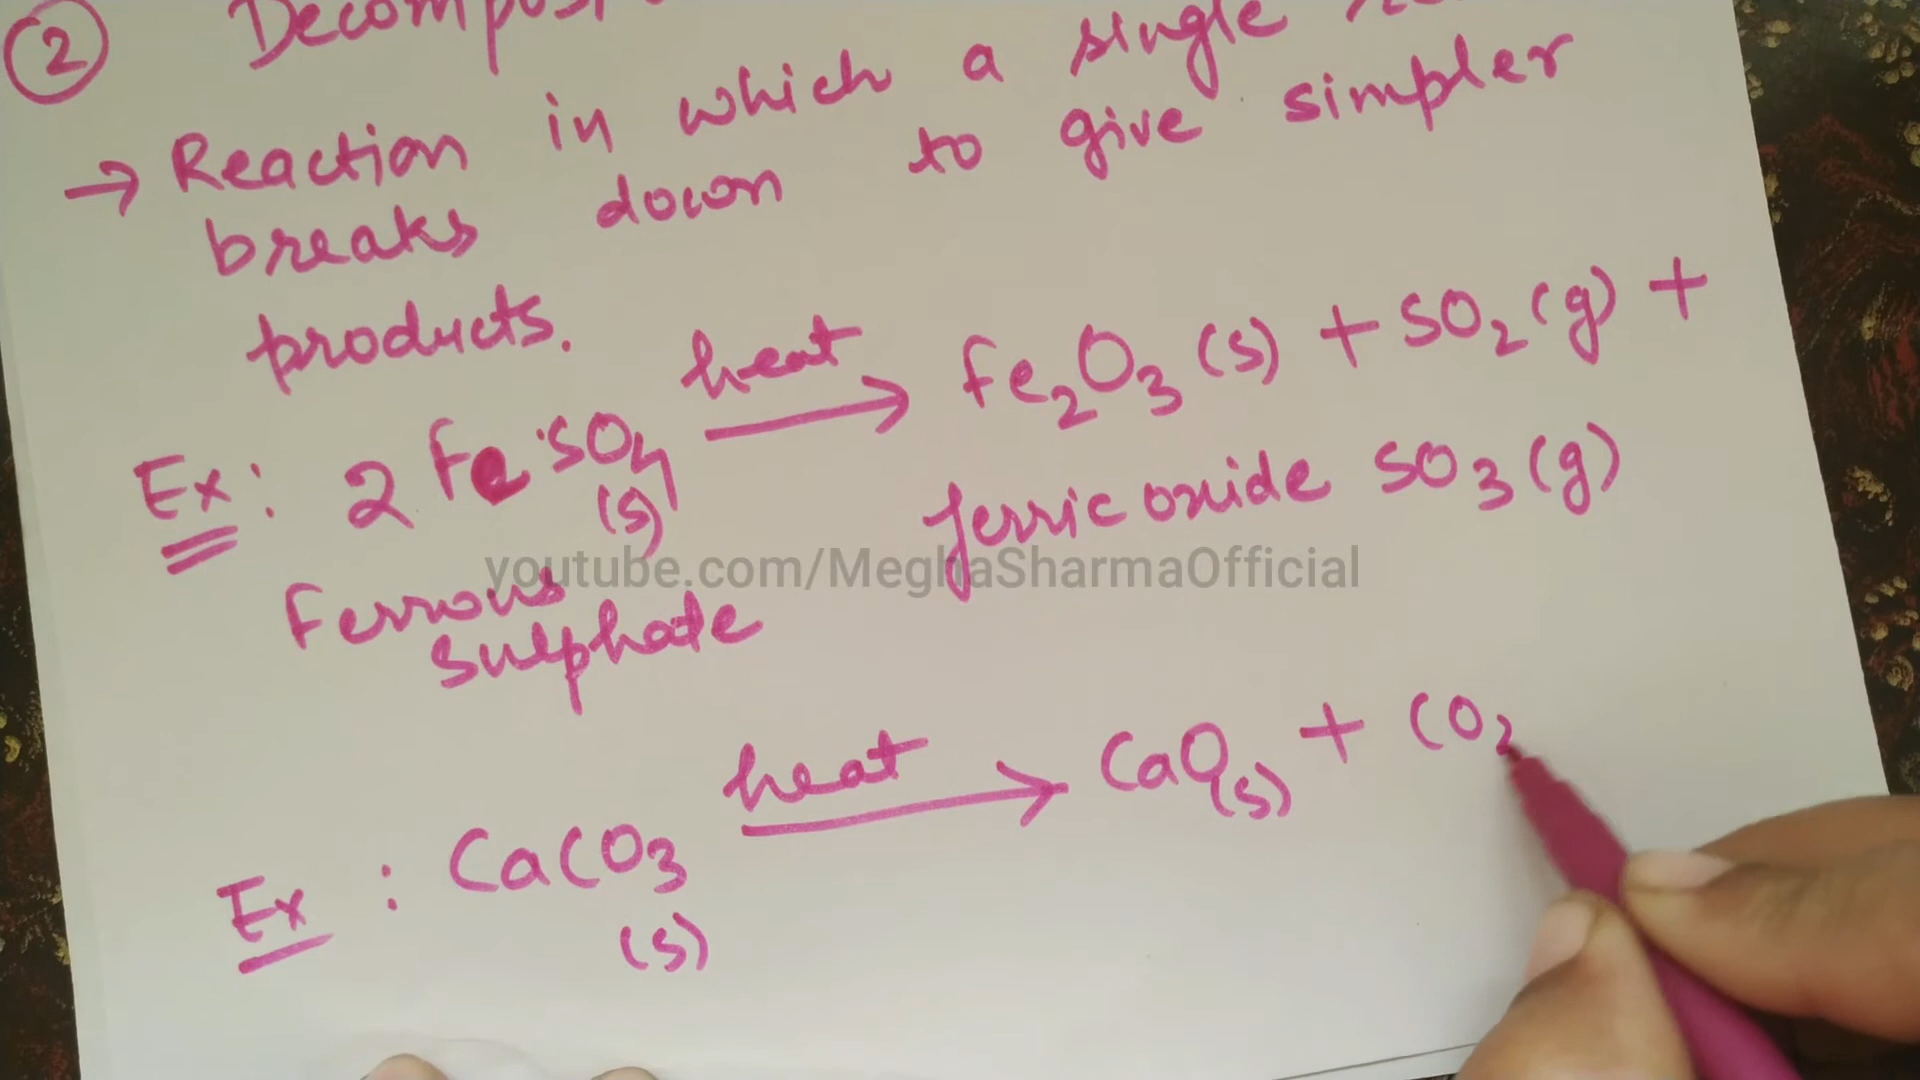 2
Reaction in which a single
breaks down to give simpler
products.
Ex: 2 FeSO4 (s) heat → Fe2O3 (s) + SO2 (g) +
Ferrous sulphate ferric oxide SO3 (g)
youtube.com/MeghaSharmaOfficial
Ex : CaCO3 (s) heat → CaO(s) + CO2